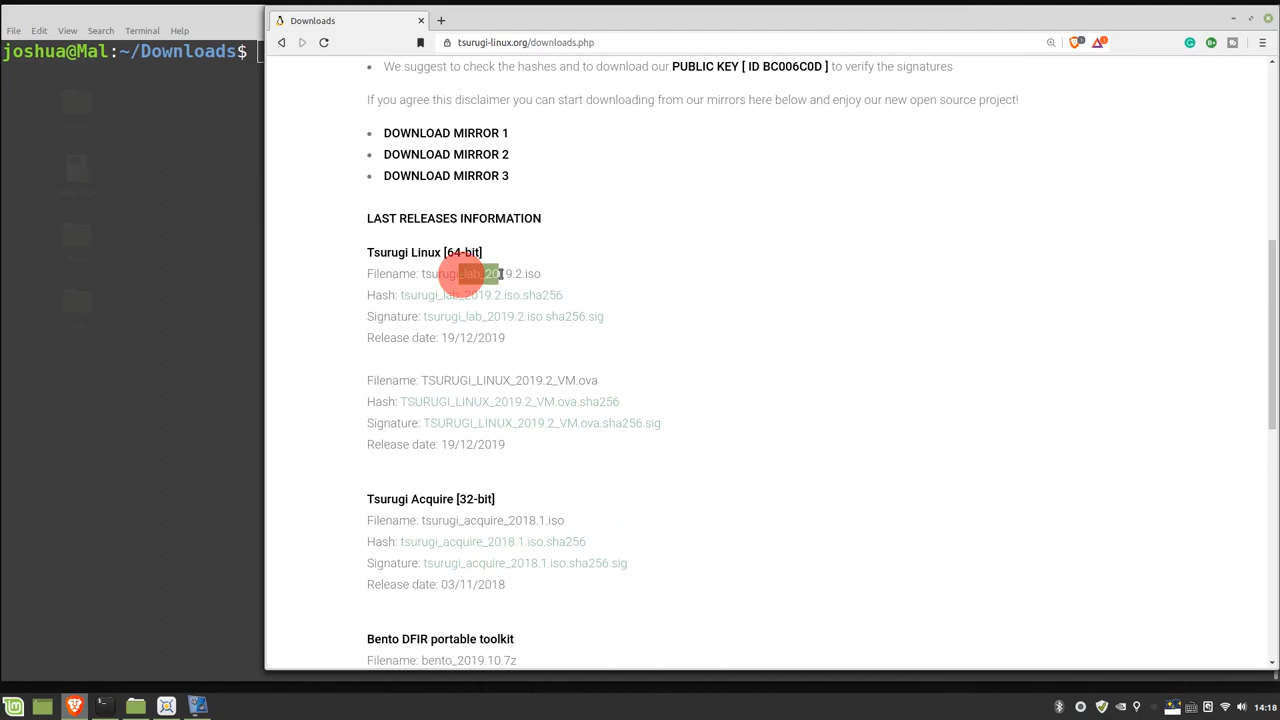 Downloads
File Edit View Search Terminal Help
tsurugi-linux.org/downloads.php
joshua@Mal:~/Downloads$
We suggest to check the hashes and to download our PUBLIC KEY [ ID BC006C0D ] to verify the signatures
If you agree this disclaimer you can start downloading from our mirrors here below and enjoy our new open source project!
DOWNLOAD MIRROR 1
DOWNLOAD MIRROR 2
DOWNLOAD MIRROR 3
LAST RELEASES INFORMATION
Tsurugi Linux [64-bit]
Filename: tsurugi_lab_2019.2.iso
Hash: tsurugi_lab_2019.2.iso.sha256
Signature: tsurugi_lab_2019.2.iso.sha256.sig
Release date: 19/12/2019
Filename: TSURUGI_LINUX_2019.2_VM.ova
Hash: TSURUGI_LINUX_2019.2_VM.ova.sha256
Signature: TSURUGI_LINUX_2019.2_VM.ova.sha256.sig
Release date: 19/12/2019
Tsurugi Acquire [32-bit]
Filename: tsurugi_acquire_2018.1.iso
Hash: tsurugi_acquire_2018.1.iso.sha256
Signature: tsurugi_acquire_2018.1.iso.sha256.sig
Release date: 03/11/2018
Bento DFIR portable toolkit
Filename: bento_2019.10.7z
14:18